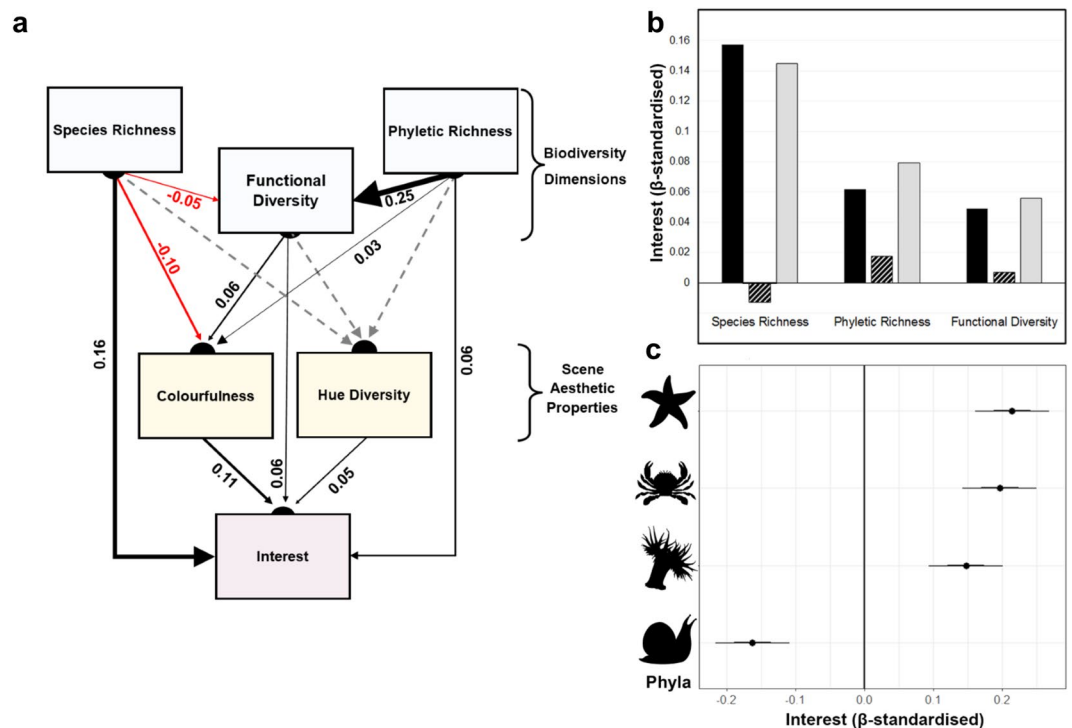 a
Species Richness
Phyletic Richness
Functional
Diversity
Biodiversity
Dimensions
-0.05
0.25
-0.10
0.03
0.06
0.16
0.06
Colourfulness
Hue Diversity
Scene
Aesthetic
Properties
0.11
0.06
0.05
Interest
b
Interest (β-standardised)
0.16
0.14
0.12
0.1
0.08
0.06
0.04
0.02
0
Species Richness
Phyletic Richness
Functional Diversity
c
Phyla
-0.2
-0.1
0.0
0.1
0.2
Interest (β-standardised)